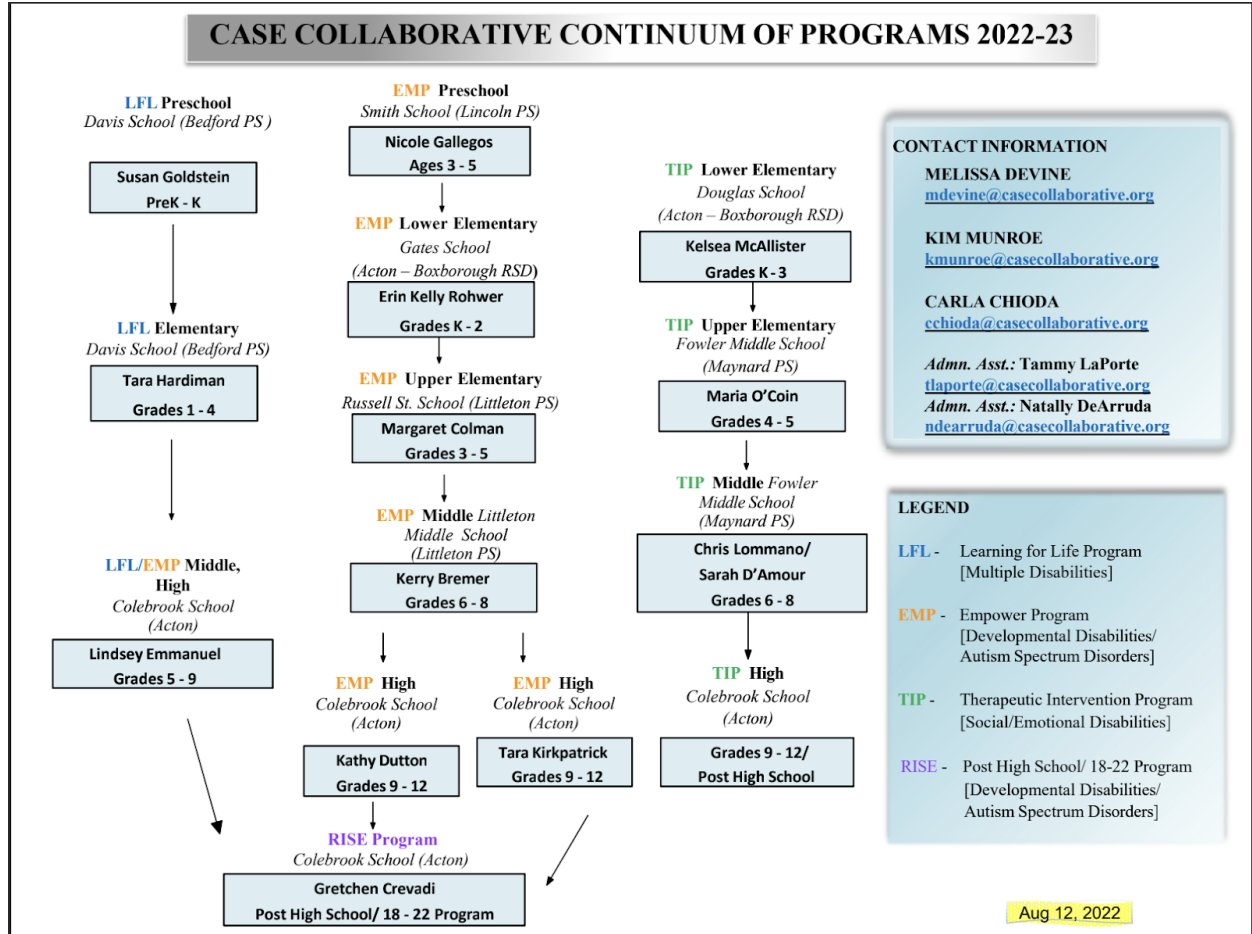 CASE COLLABORATIVE CONTINUUM OF PROGRAMS 2022-23
LFL Preschool
Davis School (Bedford PS )
Susan Goldstein
PreK - K
LFL Elementary
Davis School (Bedford PS)
Tara Hardiman
Grades 1 - 4
LFL/EMP Middle,
High
Colebrook School
(Acton)
Lindsey Emmanuel
Grades 5 - 9
EMP Preschool
Smith School (Lincoln PS)
Nicole Gallegos
Ages 3 - 5
EMP Lower Elementary
Gates School
(Acton – Boxborough RSD)
Erin Kelly Rohwer
Grades K - 2
EMP Upper Elementary
Russell St. School (Littleton PS)
Margaret Colman
Grades 3 - 5
EMP Middle Littleton
Middle School
(Littleton PS)
Kerry Bremer
Grades 6 - 8
EMP High
Colebrook School
(Acton)
Kathy Dutton
Grades 9 - 12
EMP High
Colebrook School
(Acton)
Tara Kirkpatrick
Grades 9 - 12
RISE Program
Colebrook School (Acton)
Gretchen Crevadi
Post High School/ 18 - 22 Program
TIP Lower Elementary
Douglas School
(Acton – Boxborough RSD)
Kelsea McAllister
Grades K - 3
TIP Upper Elementary
Fowler Middle School
(Maynard PS)
Maria O’Coin
Grades 4 - 5
TIP Middle Fowler
Middle School
(Maynard PS)
Chris Lommano/
Sarah D’Amour
Grades 6 - 8
TIP High
Colebrook School
(Acton)
Grades 9 - 12/
Post High School
CONTACT INFORMATION
MELISSA DEVINE
mdevine@casecollaborative.org
KIM MUNROE
kmunroe@casecollaborative.org
CARLA CHIODA
cchioda@casecollaborative.org
Admn. Asst.: Tammy LaPorte
tlaporte@casecollaborative.org
Admn. Asst.: Natally DeArruda
ndearruda@casecollaborative.org
LEGEND
LFL - Learning for Life Program
[Multiple Disabilities]
EMP - Empower Program
[Developmental Disabilities/
Autism Spectrum Disorders]
TIP - Therapeutic Intervention Program
[Social/Emotional Disabilities]
RISE - Post High School/ 18-22 Program
[Developmental Disabilities/
Autism Spectrum Disorders]
Aug 12, 2022